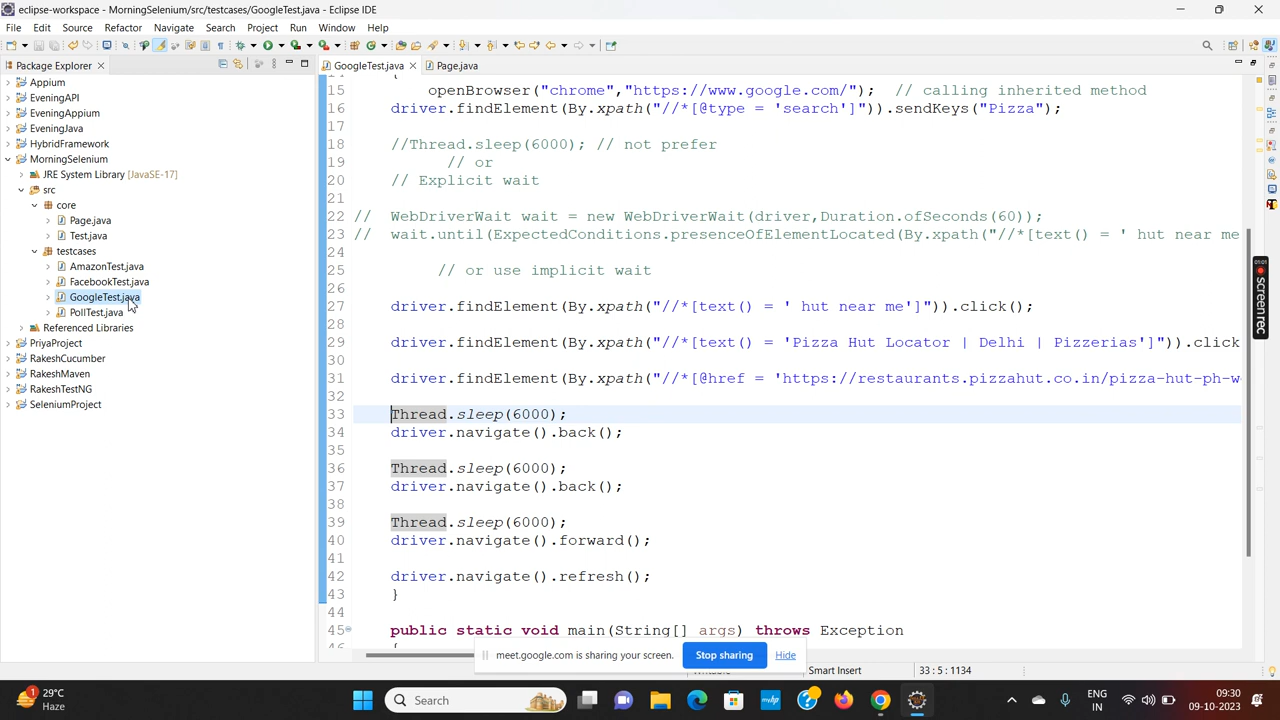 eclipse-workspace - MorningSelenium/src/testcases/GoogleTest.java - Eclipse IDE
File Edit Source Refactor Navigate Search Project Run Window Help
Package Explorer
GoogleTest.java
Page.java
Appium
EveningAPI
EveningAppium
EveningJava
HybridFramework
MorningSelenium
JRE System Library [JavaSE-17]
src
core
Page.java
Test.java
testcases
AmazonTest.java
FacebookTest.java
GoogleTest.java
PollTest.java
Referenced Libraries
PriyaProject
RakeshCucumber
RakeshMaven
RakeshTestNG
SeleniumProject
14 {
15 openBrowser("chrome","https://www.google.com/"); // calling inherited method
16 driver.findElement(By.xpath("//*[@type = 'search']")).sendKeys("Pizza");
17
18 //Thread.sleep(6000); // not prefer
19 // or
20 // Explicit wait
21
22 // WebDriverWait wait = new WebDriverWait(driver,Duration.ofSeconds(60));
23 // wait.until(ExpectedConditions.presenceOfElementLocated(By.xpath("//*[text() = ' hut near me
24
25 // or use implicit wait
26
27 driver.findElement(By.xpath("//*[text() = ' hut near me']")).click();
28
29 driver.findElement(By.xpath("//*[text() = 'Pizza Hut Locator | Delhi | Pizzerias']")).click
30
31 driver.findElement(By.xpath("//*[@href = 'https://restaurants.pizzahut.co.in/pizza-hut-ph-w
32
33 Thread.sleep(6000);
34 driver.navigate().back();
35
36 Thread.sleep(6000);
37 driver.navigate().back();
38
39 Thread.sleep(6000);
40 driver.navigate().forward();
41
42 driver.navigate().refresh();
43 }
44
45 public static void main(String[] args) throws Exception
46
meet.google.com is sharing your screen. Stop sharing Hide
Smart Insert 33 : 5 : 1134
screenrec
29°C
Haze
Search
ENG
IN
09:30
09-10-2023